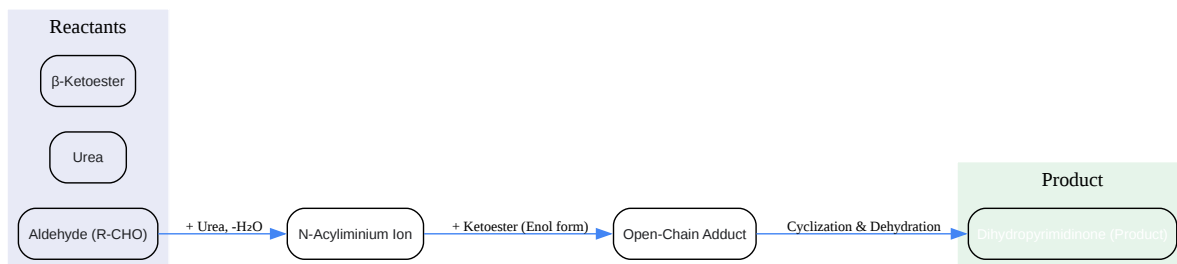 Reactants
β-Ketoester
Urea
Aldehyde (R-CHO)
+ Urea, -H₂O
N-Acyliminium Ion
+ Ketoester (Enol form)
Open-Chain Adduct
Cyclization & Dehydration
Product
Dihydropyrimidinone (Product)